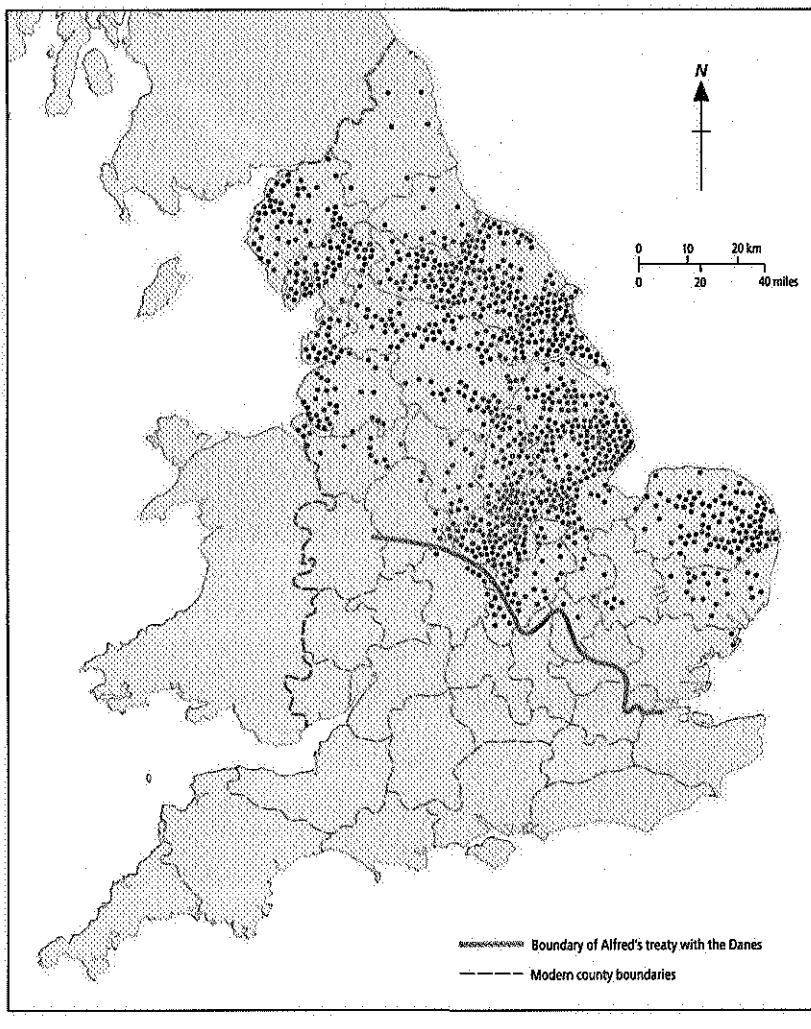 N
0 10 20 km
0 20 40 miles
Boundary of Alfred's treaty with the Danes
Modern county boundaries